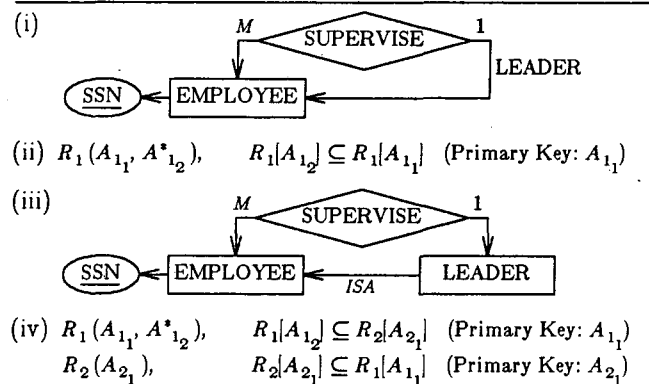 (i)
M SUPERVISE 1
LEADER
SSN EMPLOYEE
(ii) R₁(A₁₁, A*₁₂), R₁[A₁₂] ⊆ R₁[A₁₁] (Primary Key: A₁₁)
(iii)
M SUPERVISE 1
SSN EMPLOYEE ISA LEADER
(iv) R₁(A₁₁, A*₁₂), R₁[A₁₂] ⊆ R₂[A₂₁] (Primary Key: A₁₁)
R₂(A₂₁), R₂[A₂₁] ⊆ R₁[A₁₁] (Primary Key: A₂₁)